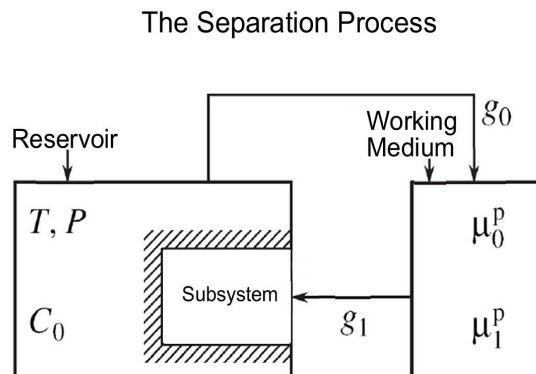 The Separation Process
Reservoir
Working
Medium
g₀
T, P
μ₀ᵖ
Subsystem
C₀
g₁
μ₁ᵖ